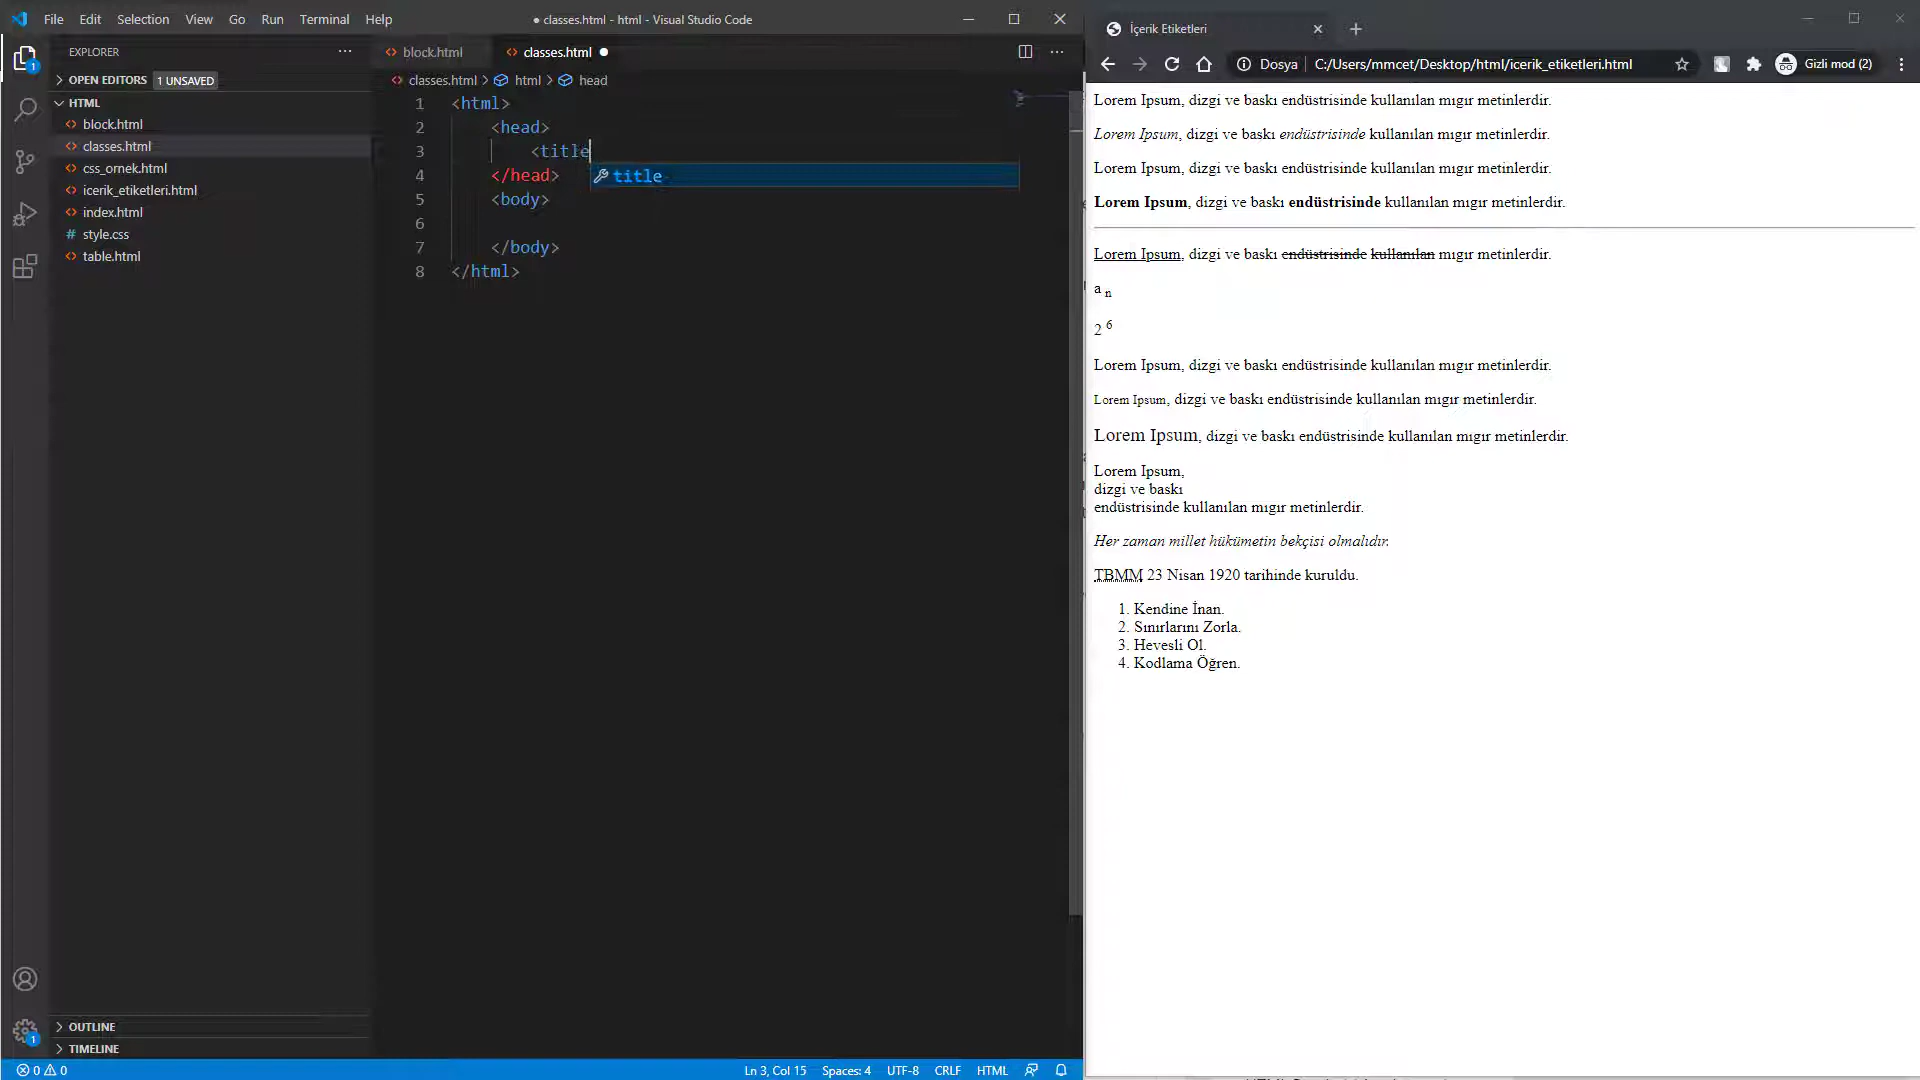 File Edit Selection View Go Run Terminal Help
● classes.html - html - Visual Studio Code
EXPLORER
OPEN EDITORS 1 UNSAVED
HTML
block.html
classes.html
css_ornek.html
icerik_etiketleri.html
index.html
style.css
table.html
OUTLINE
TIMELINE
block.html classes.html ●
classes.html > html > head
1 <html>
2 <head>
3 <title
4 </head>
title
5 <body>
6
7 </body>
8 </html>
0 0 Ln 3, Col 15 Spaces: 4 UTF-8 CRLF HTML
İçerik Etiketleri
Dosya C:/Users/mmcet/Desktop/html/icerik_etiketleri.html Gizli mod (2)
Lorem Ipsum, dizgi ve baskı endüstrisinde kullanılan mıgır metinlerdir.
Lorem Ipsum, dizgi ve baskı endüstrisinde kullanılan mıgır metinlerdir.
Lorem Ipsum, dizgi ve baskı endüstrisinde kullanılan mıgır metinlerdir.
Lorem Ipsum, dizgi ve baskı endüstrisinde kullanılan mıgır metinlerdir.
Lorem Ipsum, dizgi ve baskı endüstrisinde kullanılan mıgır metinlerdir.
a n
2 6
Lorem Ipsum, dizgi ve baskı endüstrisinde kullanılan mıgır metinlerdir.
Lorem Ipsum, dizgi ve baskı endüstrisinde kullanılan mıgır metinlerdir.
Lorem Ipsum, dizgi ve baskı endüstrisinde kullanılan mıgır metinlerdir.
Lorem Ipsum,
dizgi ve baskı
endüstrisinde kullanılan mıgır metinlerdir.
Her zaman millet hükümetin bekçisi olmalıdır.
TBMM 23 Nisan 1920 tarihinde kuruldu.
1. Kendine İnan.
2. Sınırlarını Zorla.
3. Hevesli Ol.
4. Kodlama Öğren.